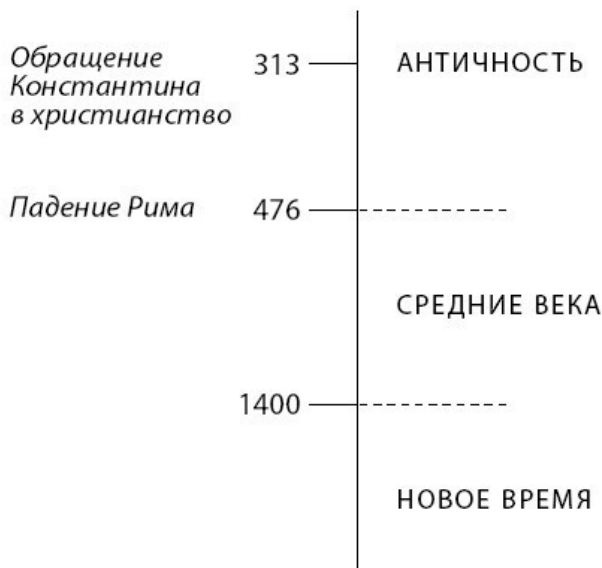 Обращение
Константина
в христианство
313
АНТИЧНОСТЬ
Падение Рима
476
СРЕДНИЕ ВЕКА
1400
НОВОЕ ВРЕМЯ